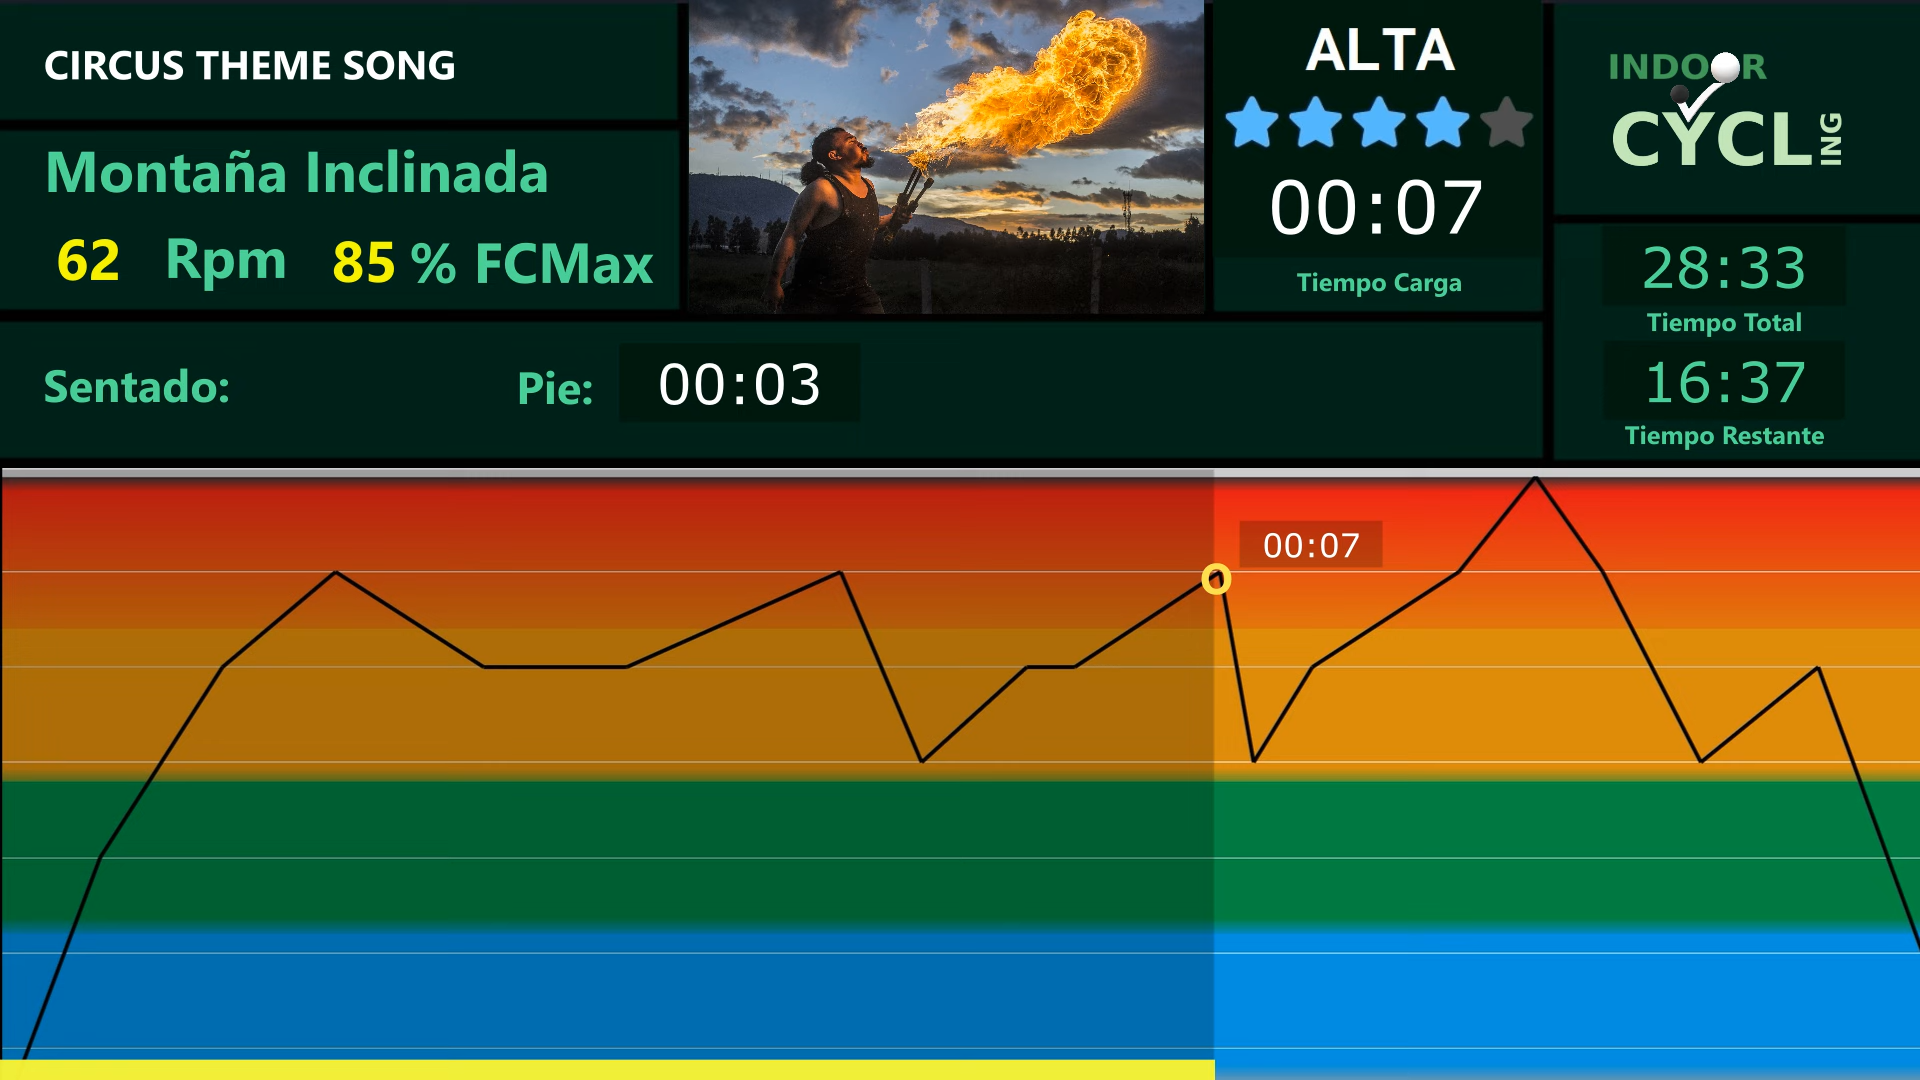 CIRCUS THEME SONG
Montaña Inclinada
62 Rpm 85 % FCMax
ALTA
00:07
Tiempo Carga
INDOOR
CYCLING
28:33
Tiempo Total
16:37
Tiempo Restante
Sentado:
Pie: 00:03
00:07